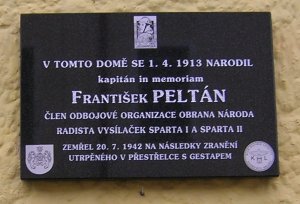 V TOMTO DOMĚ SE 1. 4. 1913 NARODIL
kapitán in memoriam
FRANTIŠEK PELTÁN
ČLEN ODBOJOVÉ ORGANIZACE OBRANA NÁRODA
RADISTA VYSÍLAČEK SPARTA I A SPARTA II
ZEMŘEL 20. 7. 1942 NA NÁSLEDKY ZRANĚNÍ
UTRPĚNÉHO V PŘESTŘELCE S GESTAPEM